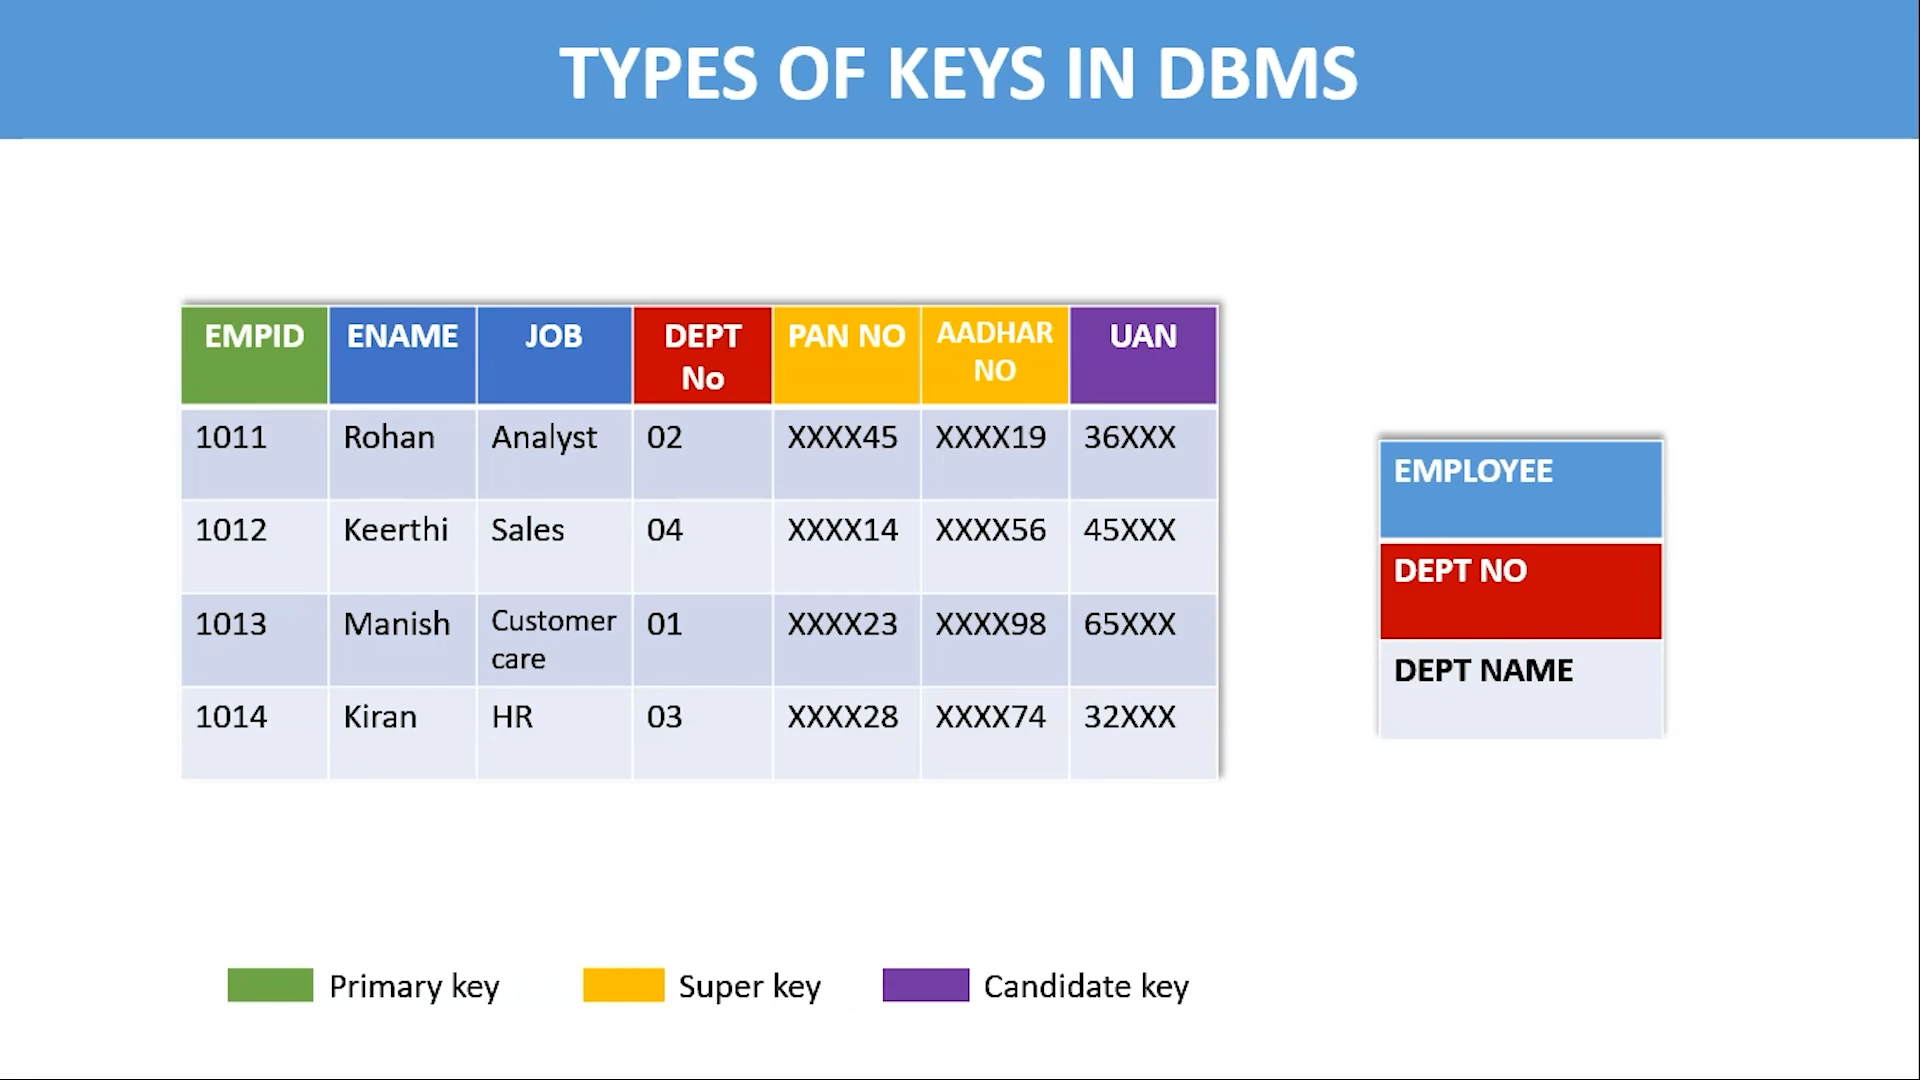 TYPES OF KEYS IN DBMS
EMPID ENAME JOB DEPT No PAN NO AADHAR NO UAN
1011 Rohan Analyst 02 XXXX45 XXXX19 36XXX
1012 Keerthi Sales 04 XXXX14 XXXX56 45XXX
1013 Manish Customer care 01 XXXX23 XXXX98 65XXX
1014 Kiran HR 03 XXXX28 XXXX74 32XXX
EMPLOYEE
DEPT NO
DEPT NAME
Primary key Super key Candidate key